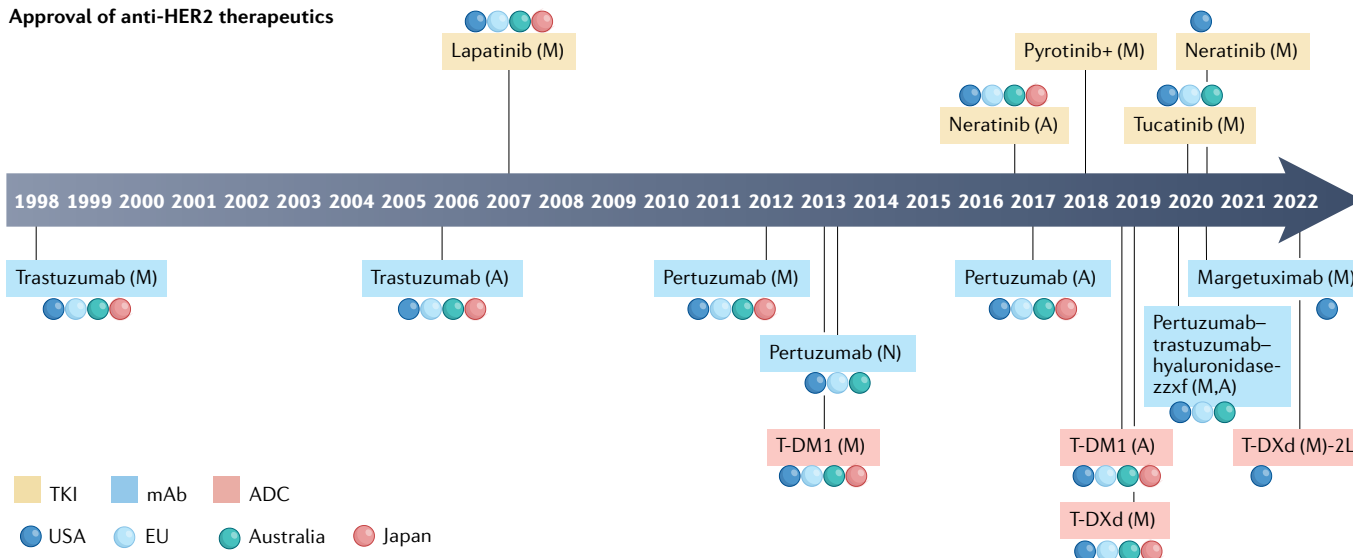 Approval of anti-HER2 therapeutics
Lapatinib (M)
Pyrotinib+ (M)
Neratinib (M)
Neratinib (A)
Tucatinib (M)
1998 1999 2000 2001 2002 2003 2004 2005 2006 2007 2008 2009 2010 2011 2012 2013 2014 2015 2016 2017 2018 2019 2020 2021 2022
Trastuzumab (M)
Trastuzumab (A)
Pertuzumab (M)
Pertuzumab (A)
Margetuximab (M)
Pertuzumab (N)
Pertuzumab–
trastuzumab–
hyaluronidase-
zzxf (M,A)
T-DM1 (M)
T-DM1 (A)
T-DXd (M)-2L
T-DXd (M)
TKI
mAb
ADC
USA
EU
Australia
Japan